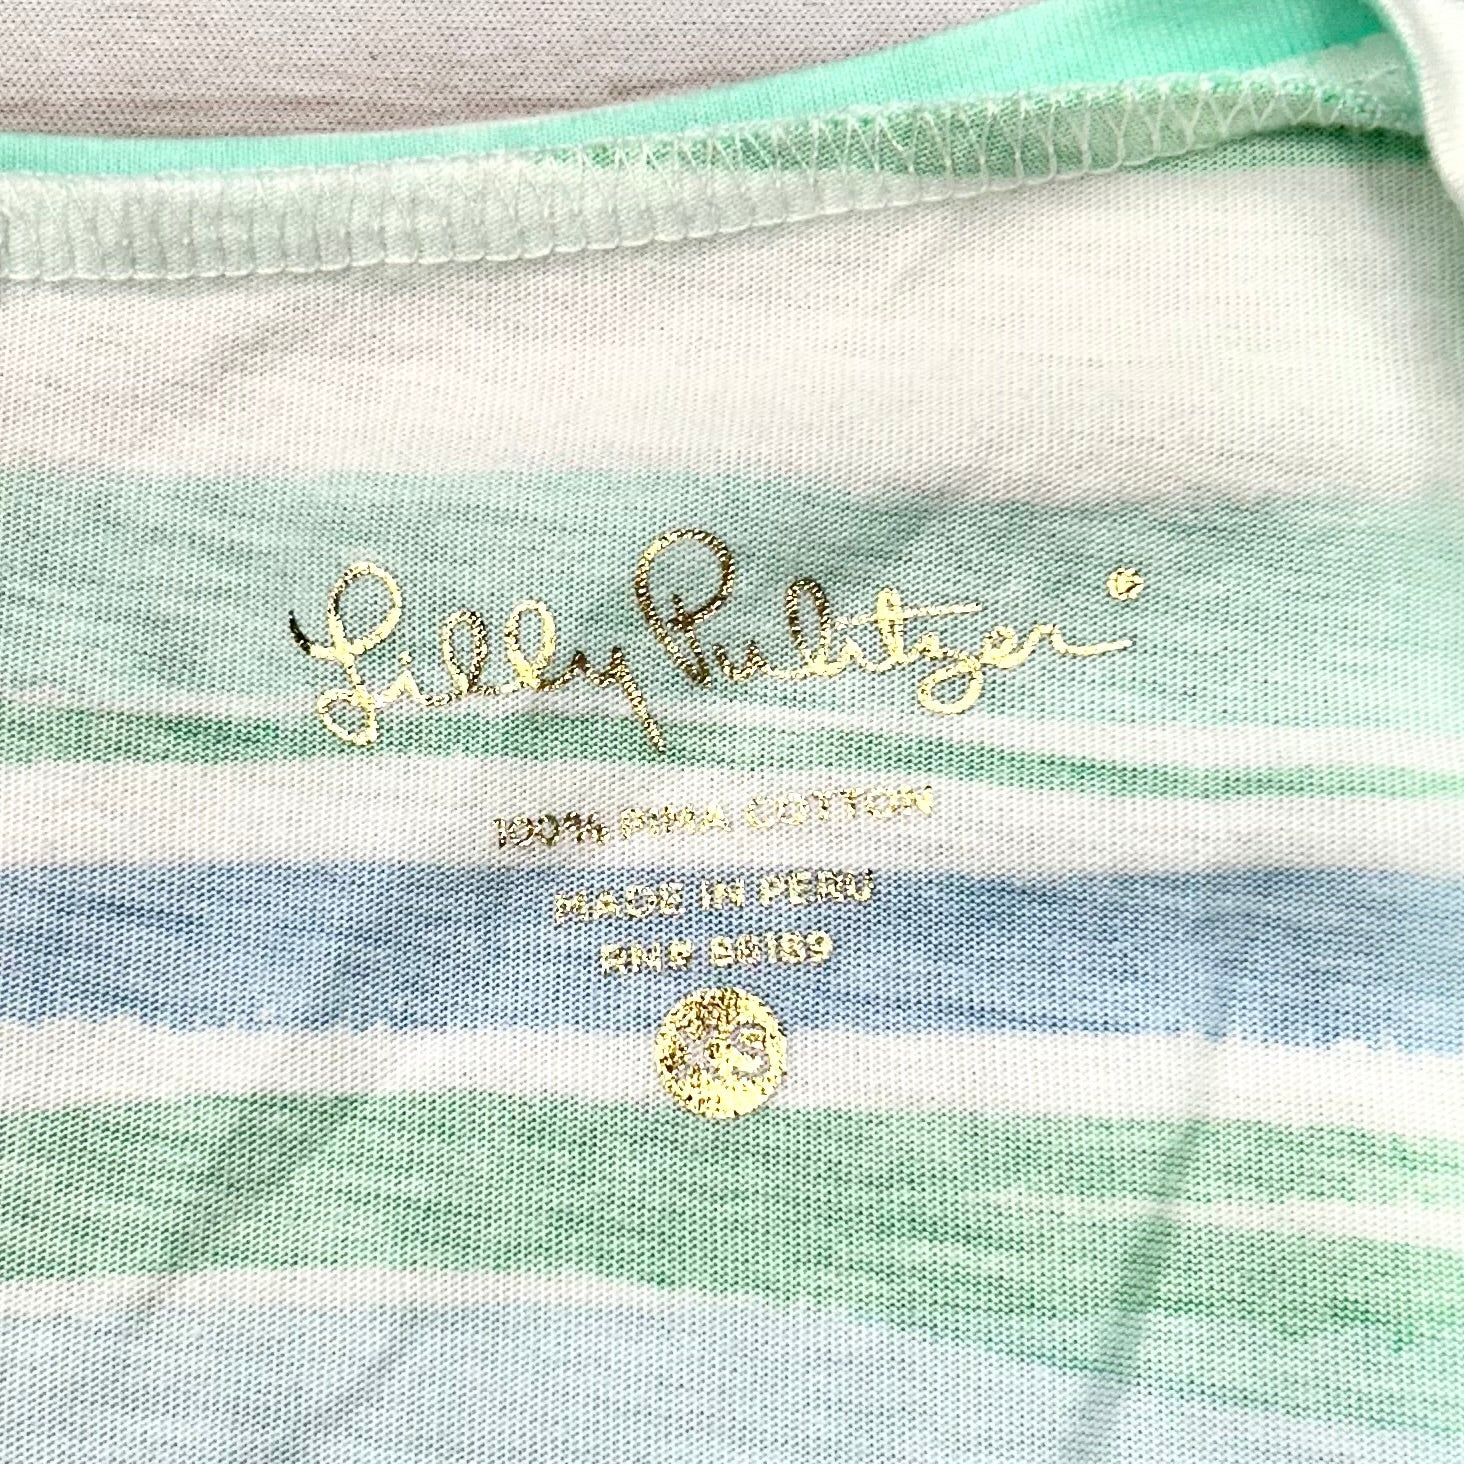 Lilly Pulitzer®
100% PIMA COTTON
MADE IN PERU
RN# 86189
XS